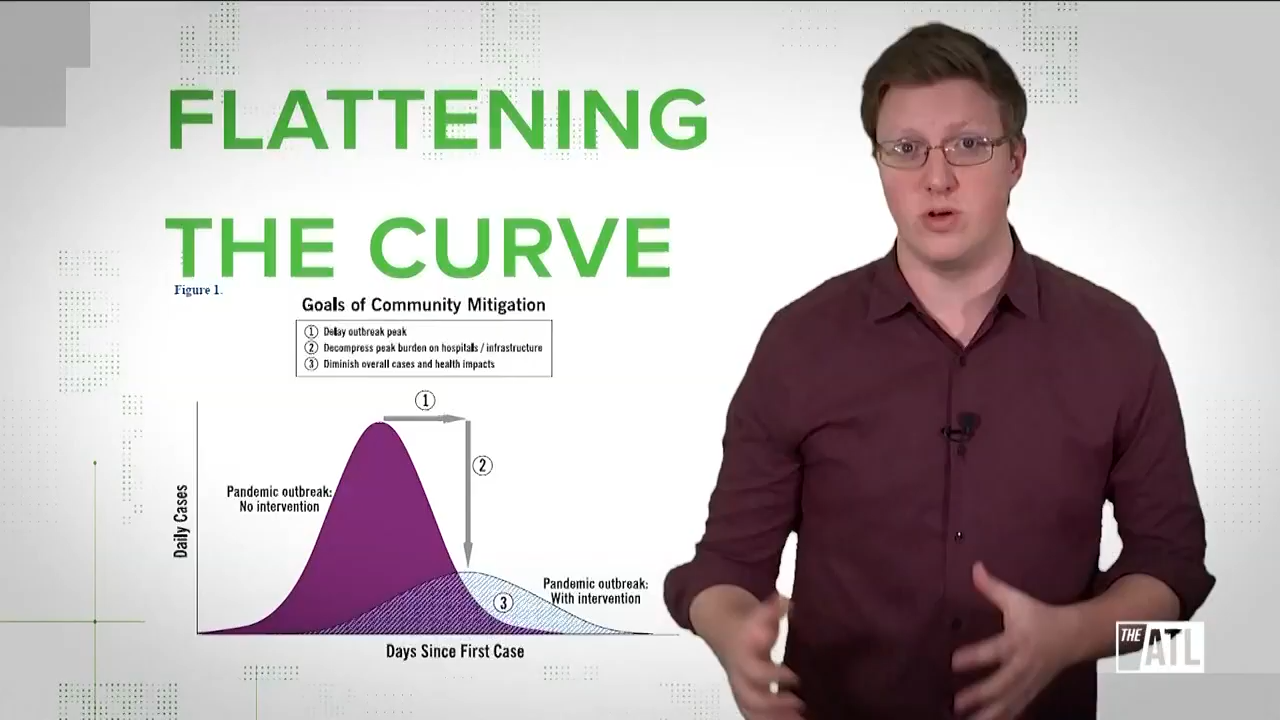 FLATTENING
THE CURVE
Figure 1.
Goals of Community Mitigation
① Delay outbreak peak
② Decompress peak burden on hospitals / infrastructure
③ Diminish overall cases and health impacts
①
②
Pandemic outbreak:
No intervention
Daily Cases
③
Pandemic outbreak:
With intervention
Days Since First Case
THE ATL